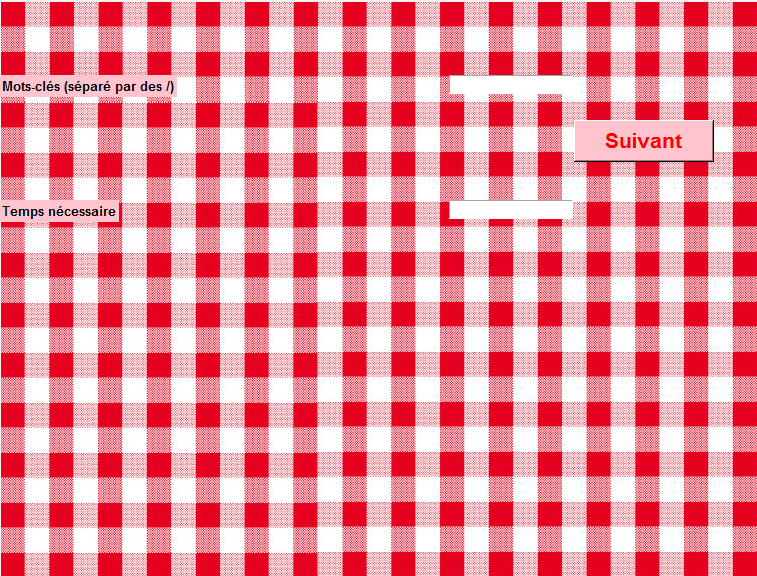 Mots-clés (séparé par des /)
Suivant
Temps nécessaire